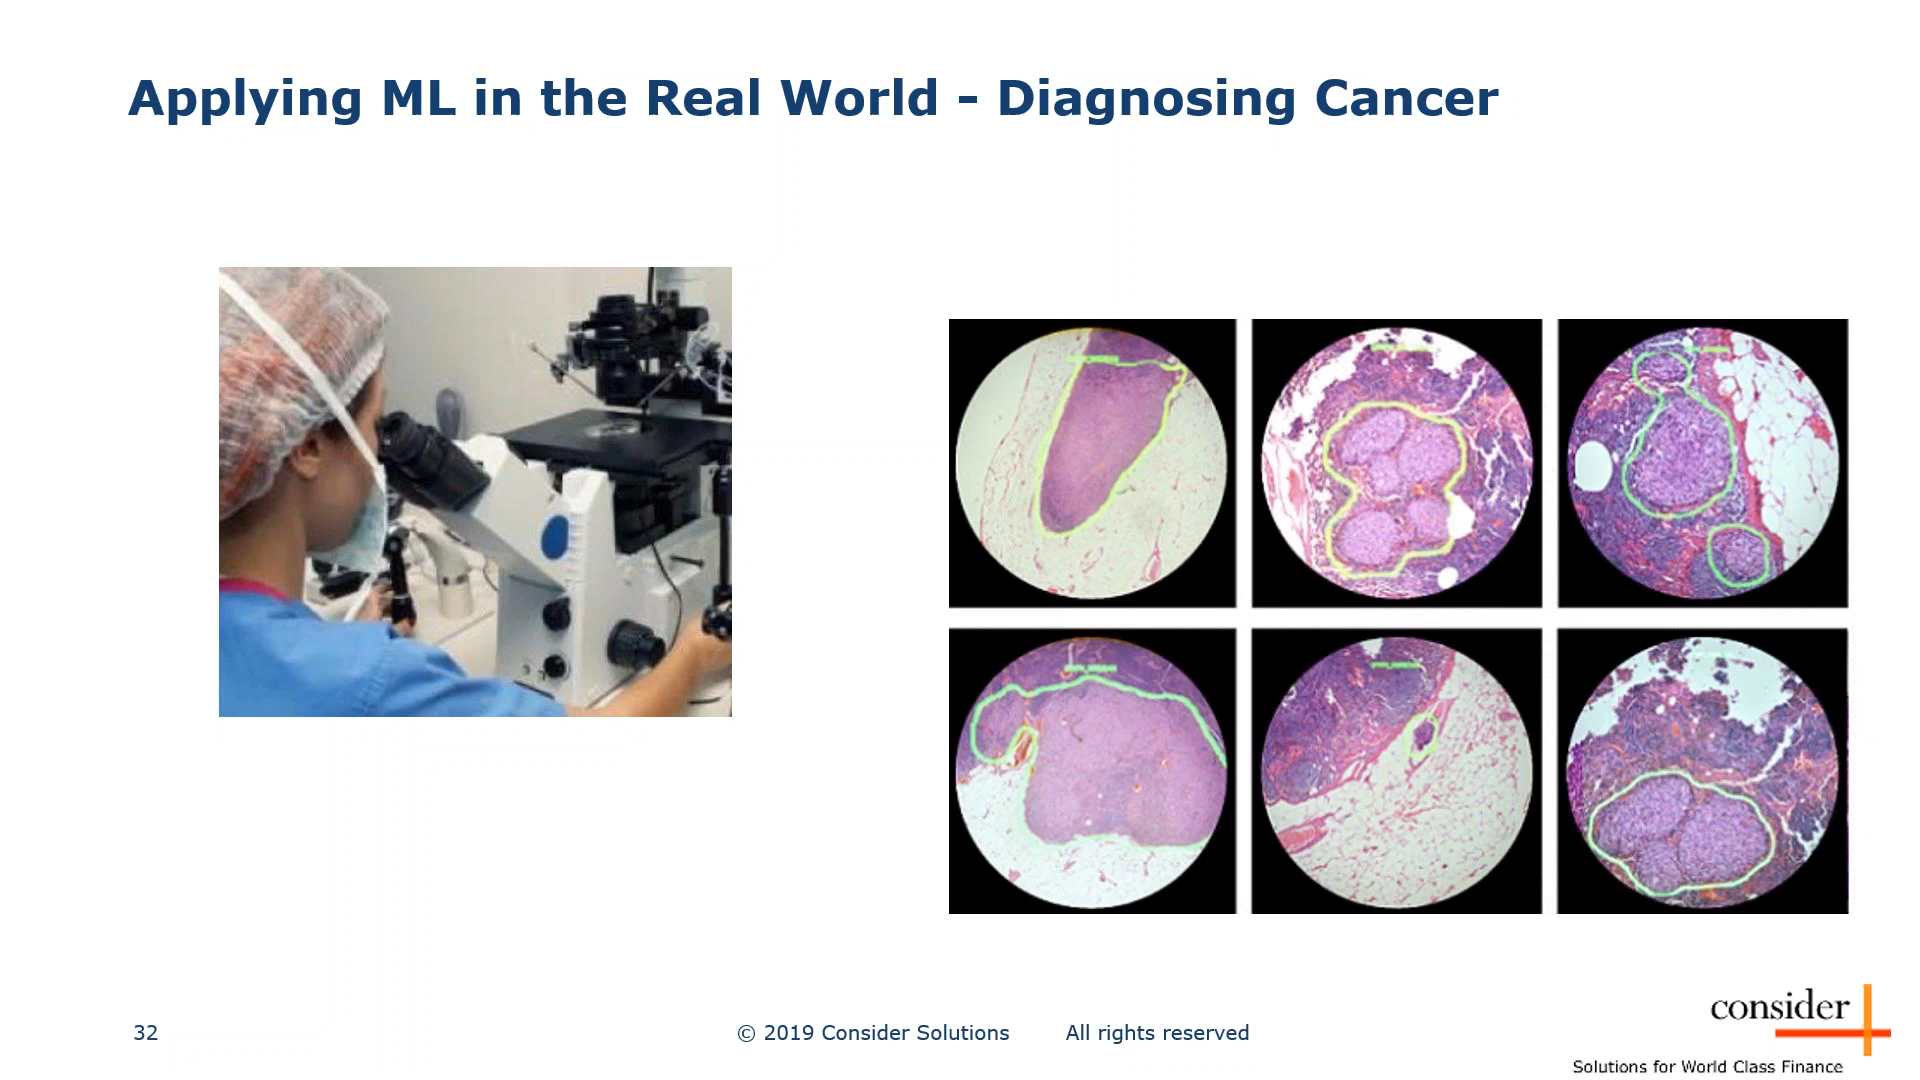 Applying ML in the Real World - Diagnosing Cancer
32
© 2019 Consider Solutions All rights reserved
consider
Solutions for World Class Finance